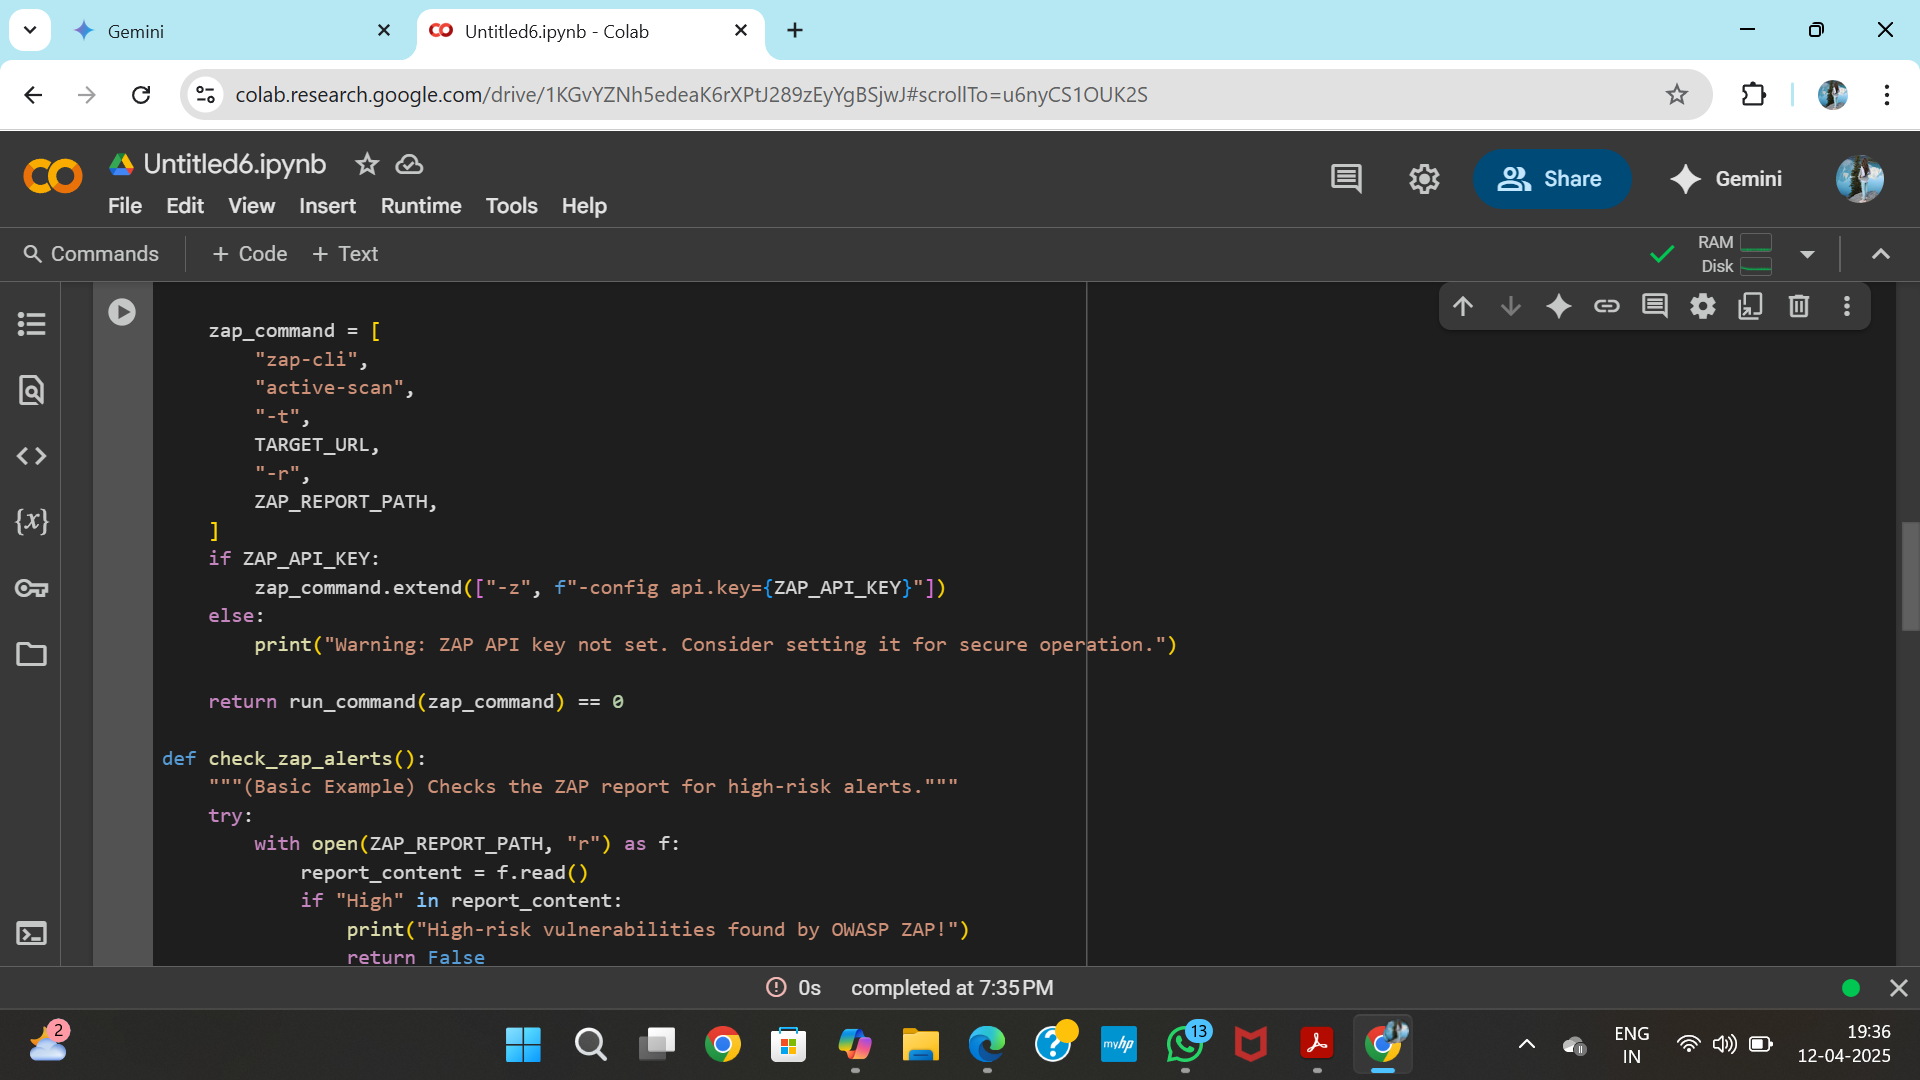 Gemini
Untitled6.ipynb - Colab
colab.research.google.com/drive/1KGvYZNh5edeaK6rXPtJ289zEyYgBSjwJ#scrollTo=u6nyCS1OUK2S
Untitled6.ipynb
File Edit View Insert Runtime Tools Help
Share
Gemini
Commands + Code + Text
RAM
Disk
zap_command = [
"zap-cli",
"active-scan",
"-t",
TARGET_URL,
"-r",
ZAP_REPORT_PATH,
]
if ZAP_API_KEY:
zap_command.extend(["-z", f"-config api.key={ZAP_API_KEY}"])
else:
print("Warning: ZAP API key not set. Consider setting it for secure operation.")
return run_command(zap_command) == 0
def check_zap_alerts():
"""(Basic Example) Checks the ZAP report for high-risk alerts."""
try:
with open(ZAP_REPORT_PATH, "r") as f:
report_content = f.read()
if "High" in report_content:
print("High-risk vulnerabilities found by OWASP ZAP!")
return False
0s completed at 7:35 PM
2
myhp
13
ENG
IN
19:36
12-04-2025